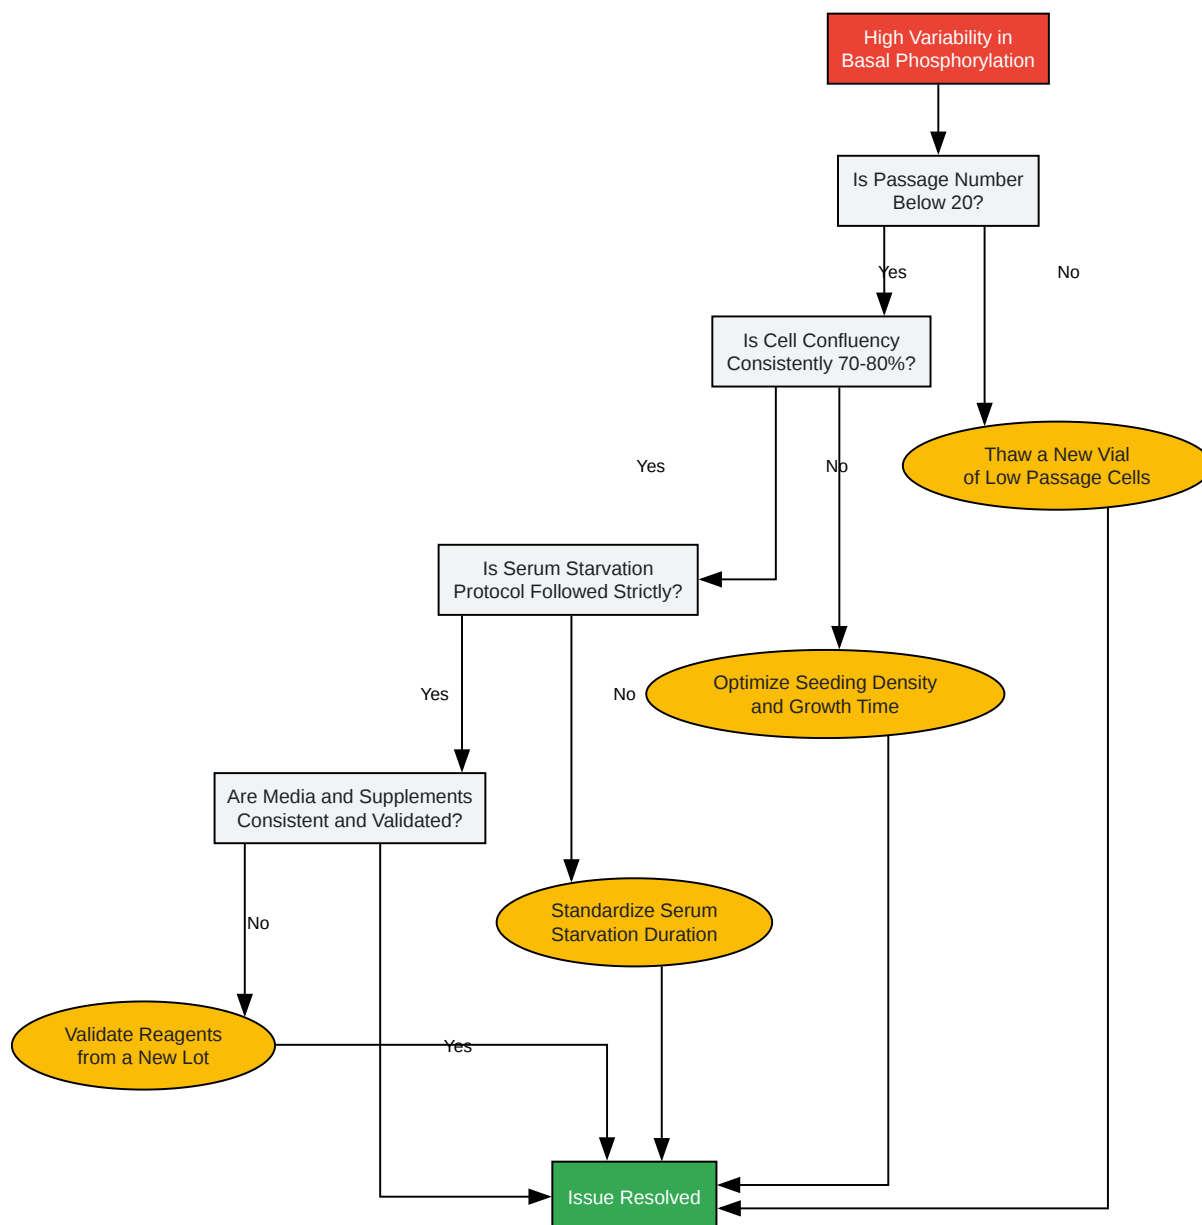 High Variability in
Basal Phosphorylation
Is Passage Number
Below 20?
Yes
No
Is Cell Confluency
Consistently 70-80%?
Yes
No
Thaw a New Vial
of Low Passage Cells
Is Serum Starvation
Protocol Followed Strictly?
Yes
No
Optimize Seeding Density
and Growth Time
Are Media and Supplements
Consistent and Validated?
No
Standardize Serum
Starvation Duration
Validate Reagents
from a New Lot
Yes
Issue Resolved